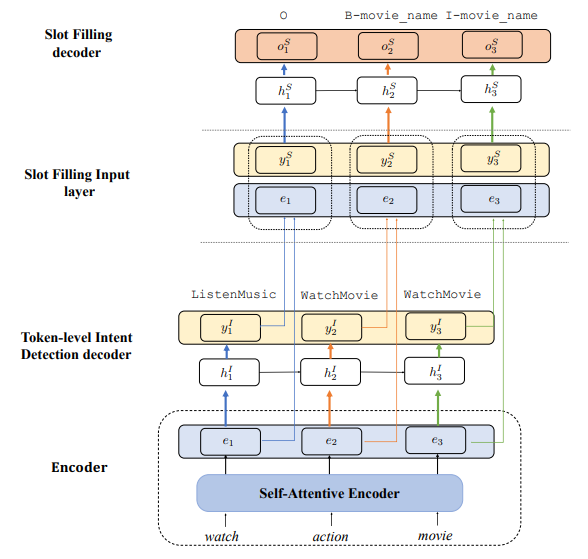 O B-movie_name I-movie_name
Slot Filling
decoder
o_1^S o_2^S o_3^S
h_1^S h_2^S h_3^S
Slot Filling Input
layer
y_1^S y_2^S y_3^S
e_1 e_2 e_3
ListenMusic WatchMovie WatchMovie
Token-level Intent
Detection decoder
y_1^I y_2^I y_3^I
h_1^I h_2^I h_3^I
Encoder
e_1 e_2 e_3
Self-Attentive Encoder
watch action movie